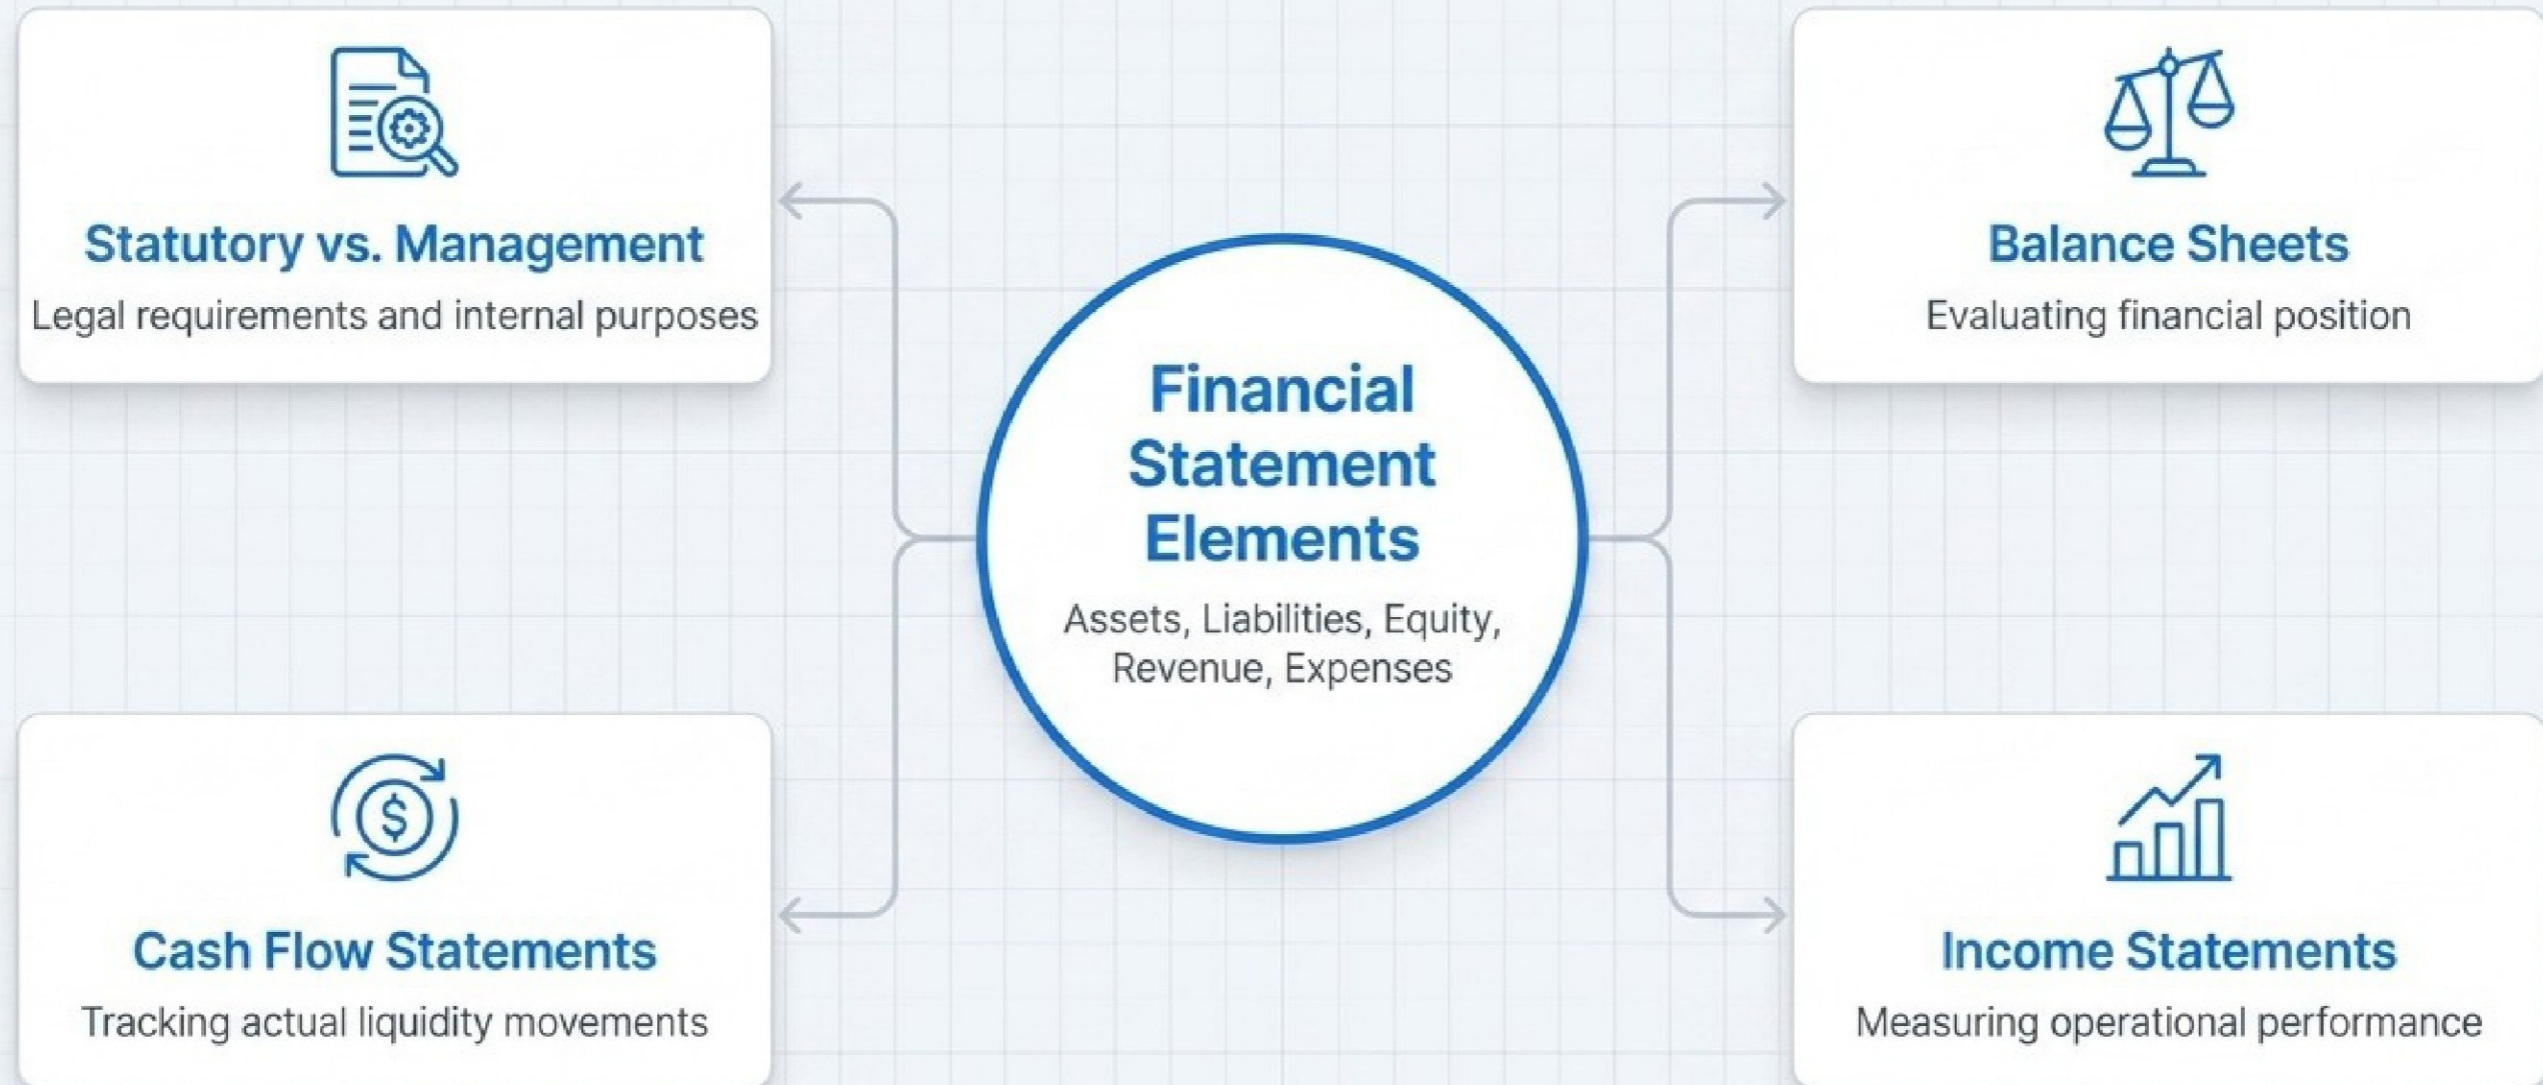 Statutory vs. Management
Legal requirements and internal purposes
Balance Sheets
Evaluating financial position
Financial
Statement
Elements
Assets, Liabilities, Equity,
Revenue, Expenses
$
Cash Flow Statements
Tracking actual liquidity movements
Income Statements
Measuring operational performance